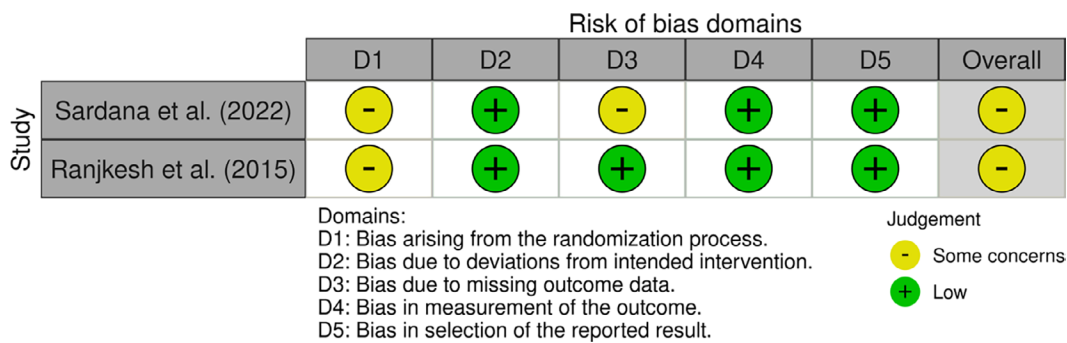 Risk of bias domains
D1 D2 D3 D4 D5 Overall
Study
Sardana et al. (2022) - + - + + -
Ranjkesh et al. (2015) - + + + + -
Domains:
D1: Bias arising from the randomization process.
D2: Bias due to deviations from intended intervention.
D3: Bias due to missing outcome data.
D4: Bias in measurement of the outcome.
D5: Bias in selection of the reported result.
Judgement
- Some concerns
+ Low